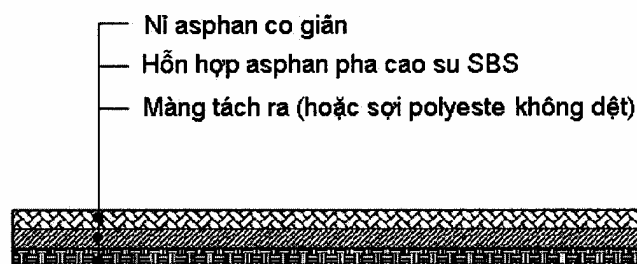 Nỉ asphan co giãn
Hỗn hợp asphan pha cao su SBS
Màng tách ra (hoặc sợi polyeste không dệt)